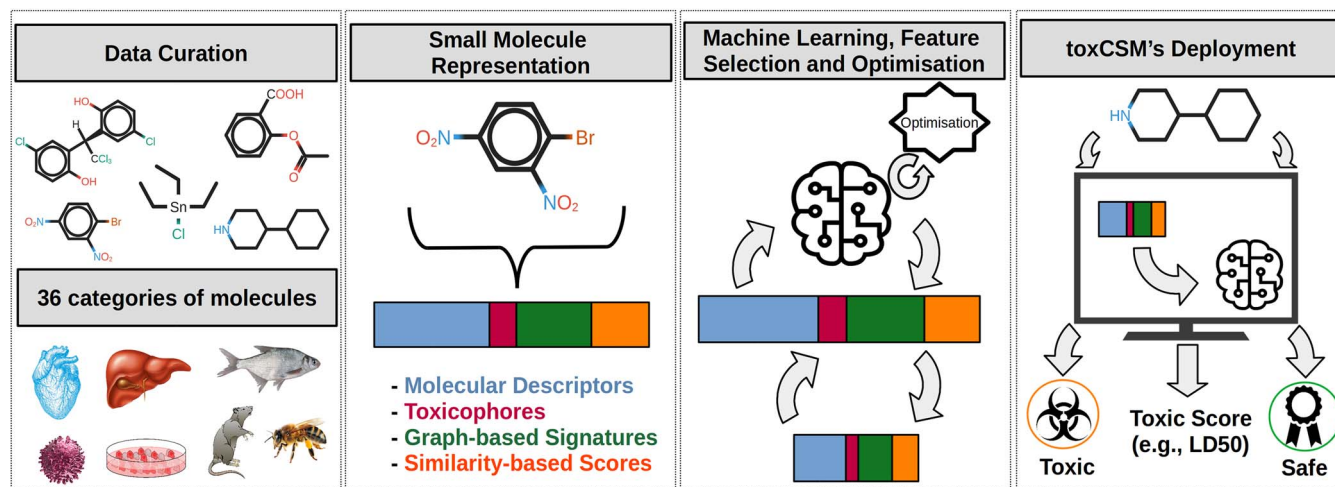 Data Curation
HO
H
Cl
Cl
CCl₃
OH
COOH
O
O
Sn
Cl
O₂N
Br
NO₂
HN
36 categories of molecules
Small Molecule
Representation
O₂N
Br
NO₂
- Molecular Descriptors
- Toxicophores
- Graph-based Signatures
- Similarity-based Scores
Machine Learning, Feature
Selection and Optimisation
Optimisation
toxCSM's Deployment
HN
Toxic
Toxic Score
(e.g., LD50)
Safe